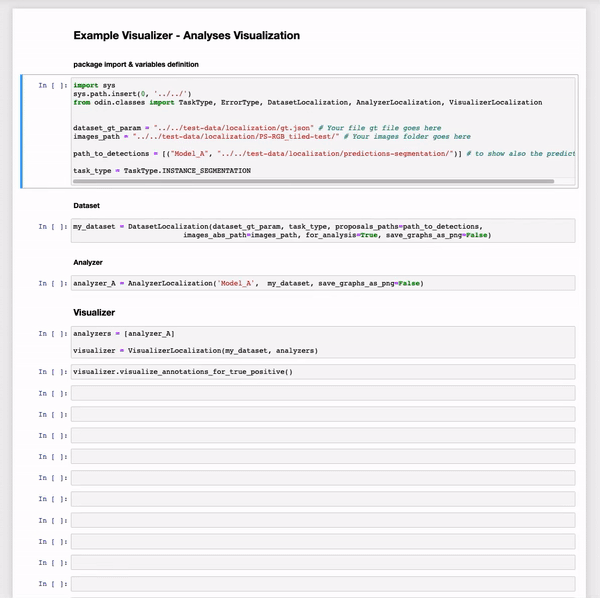 Example Visualizer - Analyses Visualization
package import & variables definition
In [ ]: import sys
sys.path.insert(0, '../../')
from odin.classes import TaskType, ErrorType, DatasetLocalization, AnalyzerLocalization, VisualizerLocalization
dataset_gt_param = "../../test-data/localization/gt.json" # Your file gt file goes here
images_path = "../../test-data/localization/PS-RGB_tiled-test/" # Your images folder goes here
path_to_detections = [("Model_A", "../../test-data/localization/predictions-segmentation/")] # to show also the predict
task_type = TaskType.INSTANCE_SEGMENTATION
Dataset
In [ ]: my_dataset = DatasetLocalization(dataset_gt_param, task_type, proposals_paths=path_to_detections,
images_abs_path=images_path, for_analysis=True, save_graphs_as_png=False)
Analyzer
In [ ]: analyzer_A = AnalyzerLocalization('Model_A', my_dataset, save_graphs_as_png=False)
Visualizer
In [ ]: analyzers = [analyzer_A]
visualizer = VisualizerLocalization(my_dataset, analyzers)
In [ ]: visualizer.visualize_annotations_for_true_positive()
In [ ]:
In [ ]:
In [ ]:
In [ ]:
In [ ]:
In [ ]:
In [ ]:
In [ ]:
In [ ]:
In [ ]: